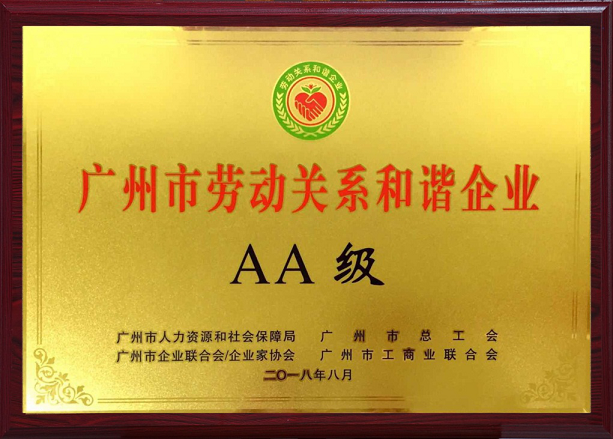 劳动关系和谐企业
广州市劳动关系和谐企业
AA级
广州市人力资源和社会保障局 广州市总工会
广州市企业联合会/企业家协会 广州市工商业联合会
二〇一八年八月